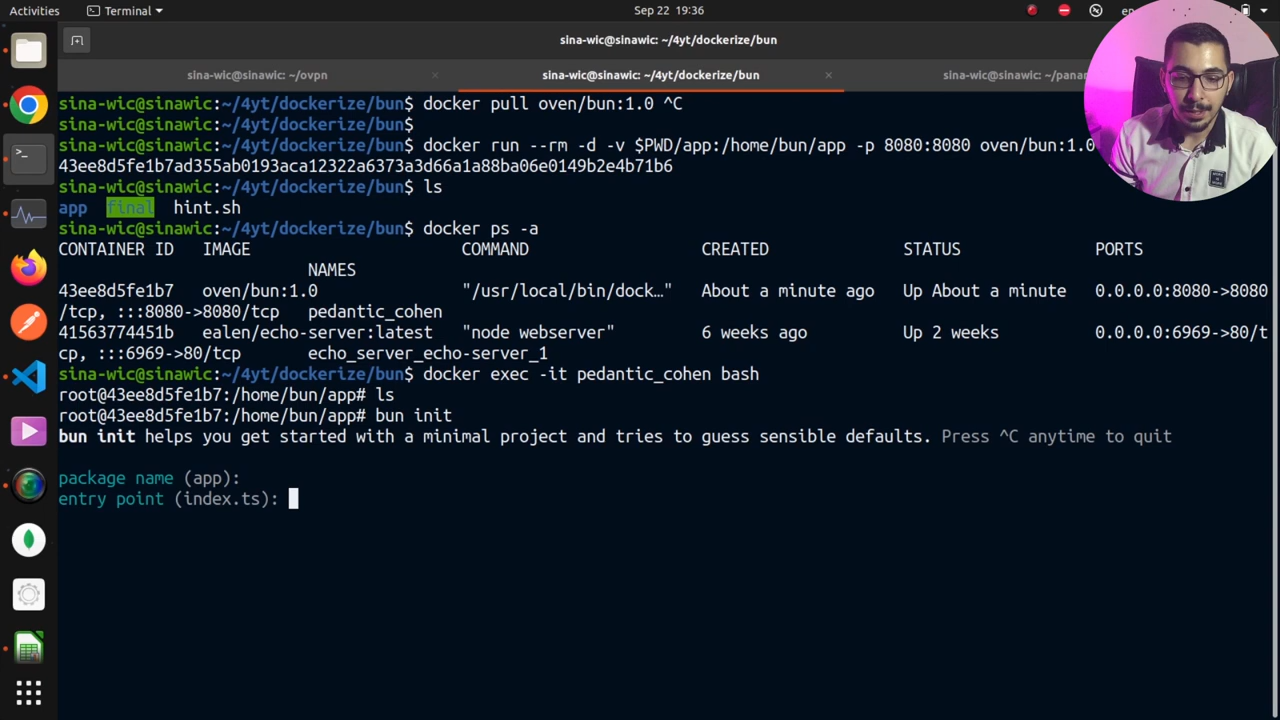 Activities
Terminal
Sep 22 19:36
en
sina-wic@sinawic: ~/4yt/dockerize/bun
sina-wic@sinawic: ~/ovpn
sina-wic@sinawic: ~/4yt/dockerize/bun
sina-wic@sinawic: ~/panam
sina-wic@sinawic:~/4yt/dockerize/bun$ docker pull oven/bun:1.0 ^C
sina-wic@sinawic:~/4yt/dockerize/bun$
sina-wic@sinawic:~/4yt/dockerize/bun$ docker run --rm -d -v $PWD/app:/home/bun/app -p 8080:8080 oven/bun:1.0
43ee8d5fe1b7ad355ab0193aca12322a6373a3d66a1a88ba06e0149b2e4b71b6
sina-wic@sinawic:~/4yt/dockerize/bun$ ls
app final hint.sh
sina-wic@sinawic:~/4yt/dockerize/bun$ docker ps -a
CONTAINER ID IMAGE COMMAND CREATED STATUS PORTS
NAMES
43ee8d5fe1b7 oven/bun:1.0 "/usr/local/bin/dock…" About a minute ago Up About a minute 0.0.0.0:8080->8080
/tcp, :::8080->8080/tcp pedantic_cohen
41563774451b ealen/echo-server:latest "node webserver" 6 weeks ago Up 2 weeks 0.0.0.0:6969->80/t
cp, :::6969->80/tcp echo_server_echo-server_1
sina-wic@sinawic:~/4yt/dockerize/bun$ docker exec -it pedantic_cohen bash
root@43ee8d5fe1b7:/home/bun/app# ls
root@43ee8d5fe1b7:/home/bun/app# bun init
bun init helps you get started with a minimal project and tries to guess sensible defaults. Press ^C anytime to quit
package name (app):
entry point (index.ts):